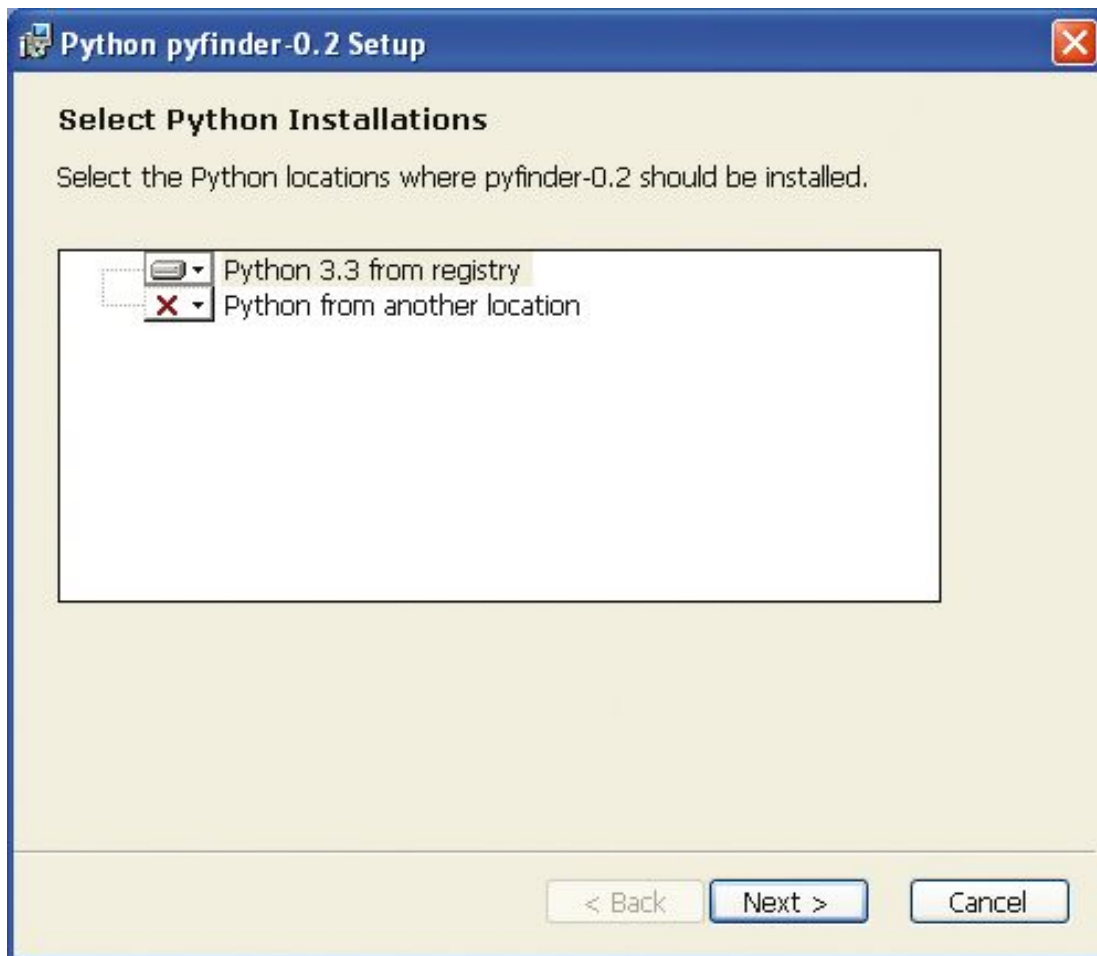 Python pyfinder-0.2 Setup
Select Python Installations
Select the Python locations where pyfinder-0.2 should be installed.
Python 3.3 from registry
Python from another location
< Back Next > Cancel